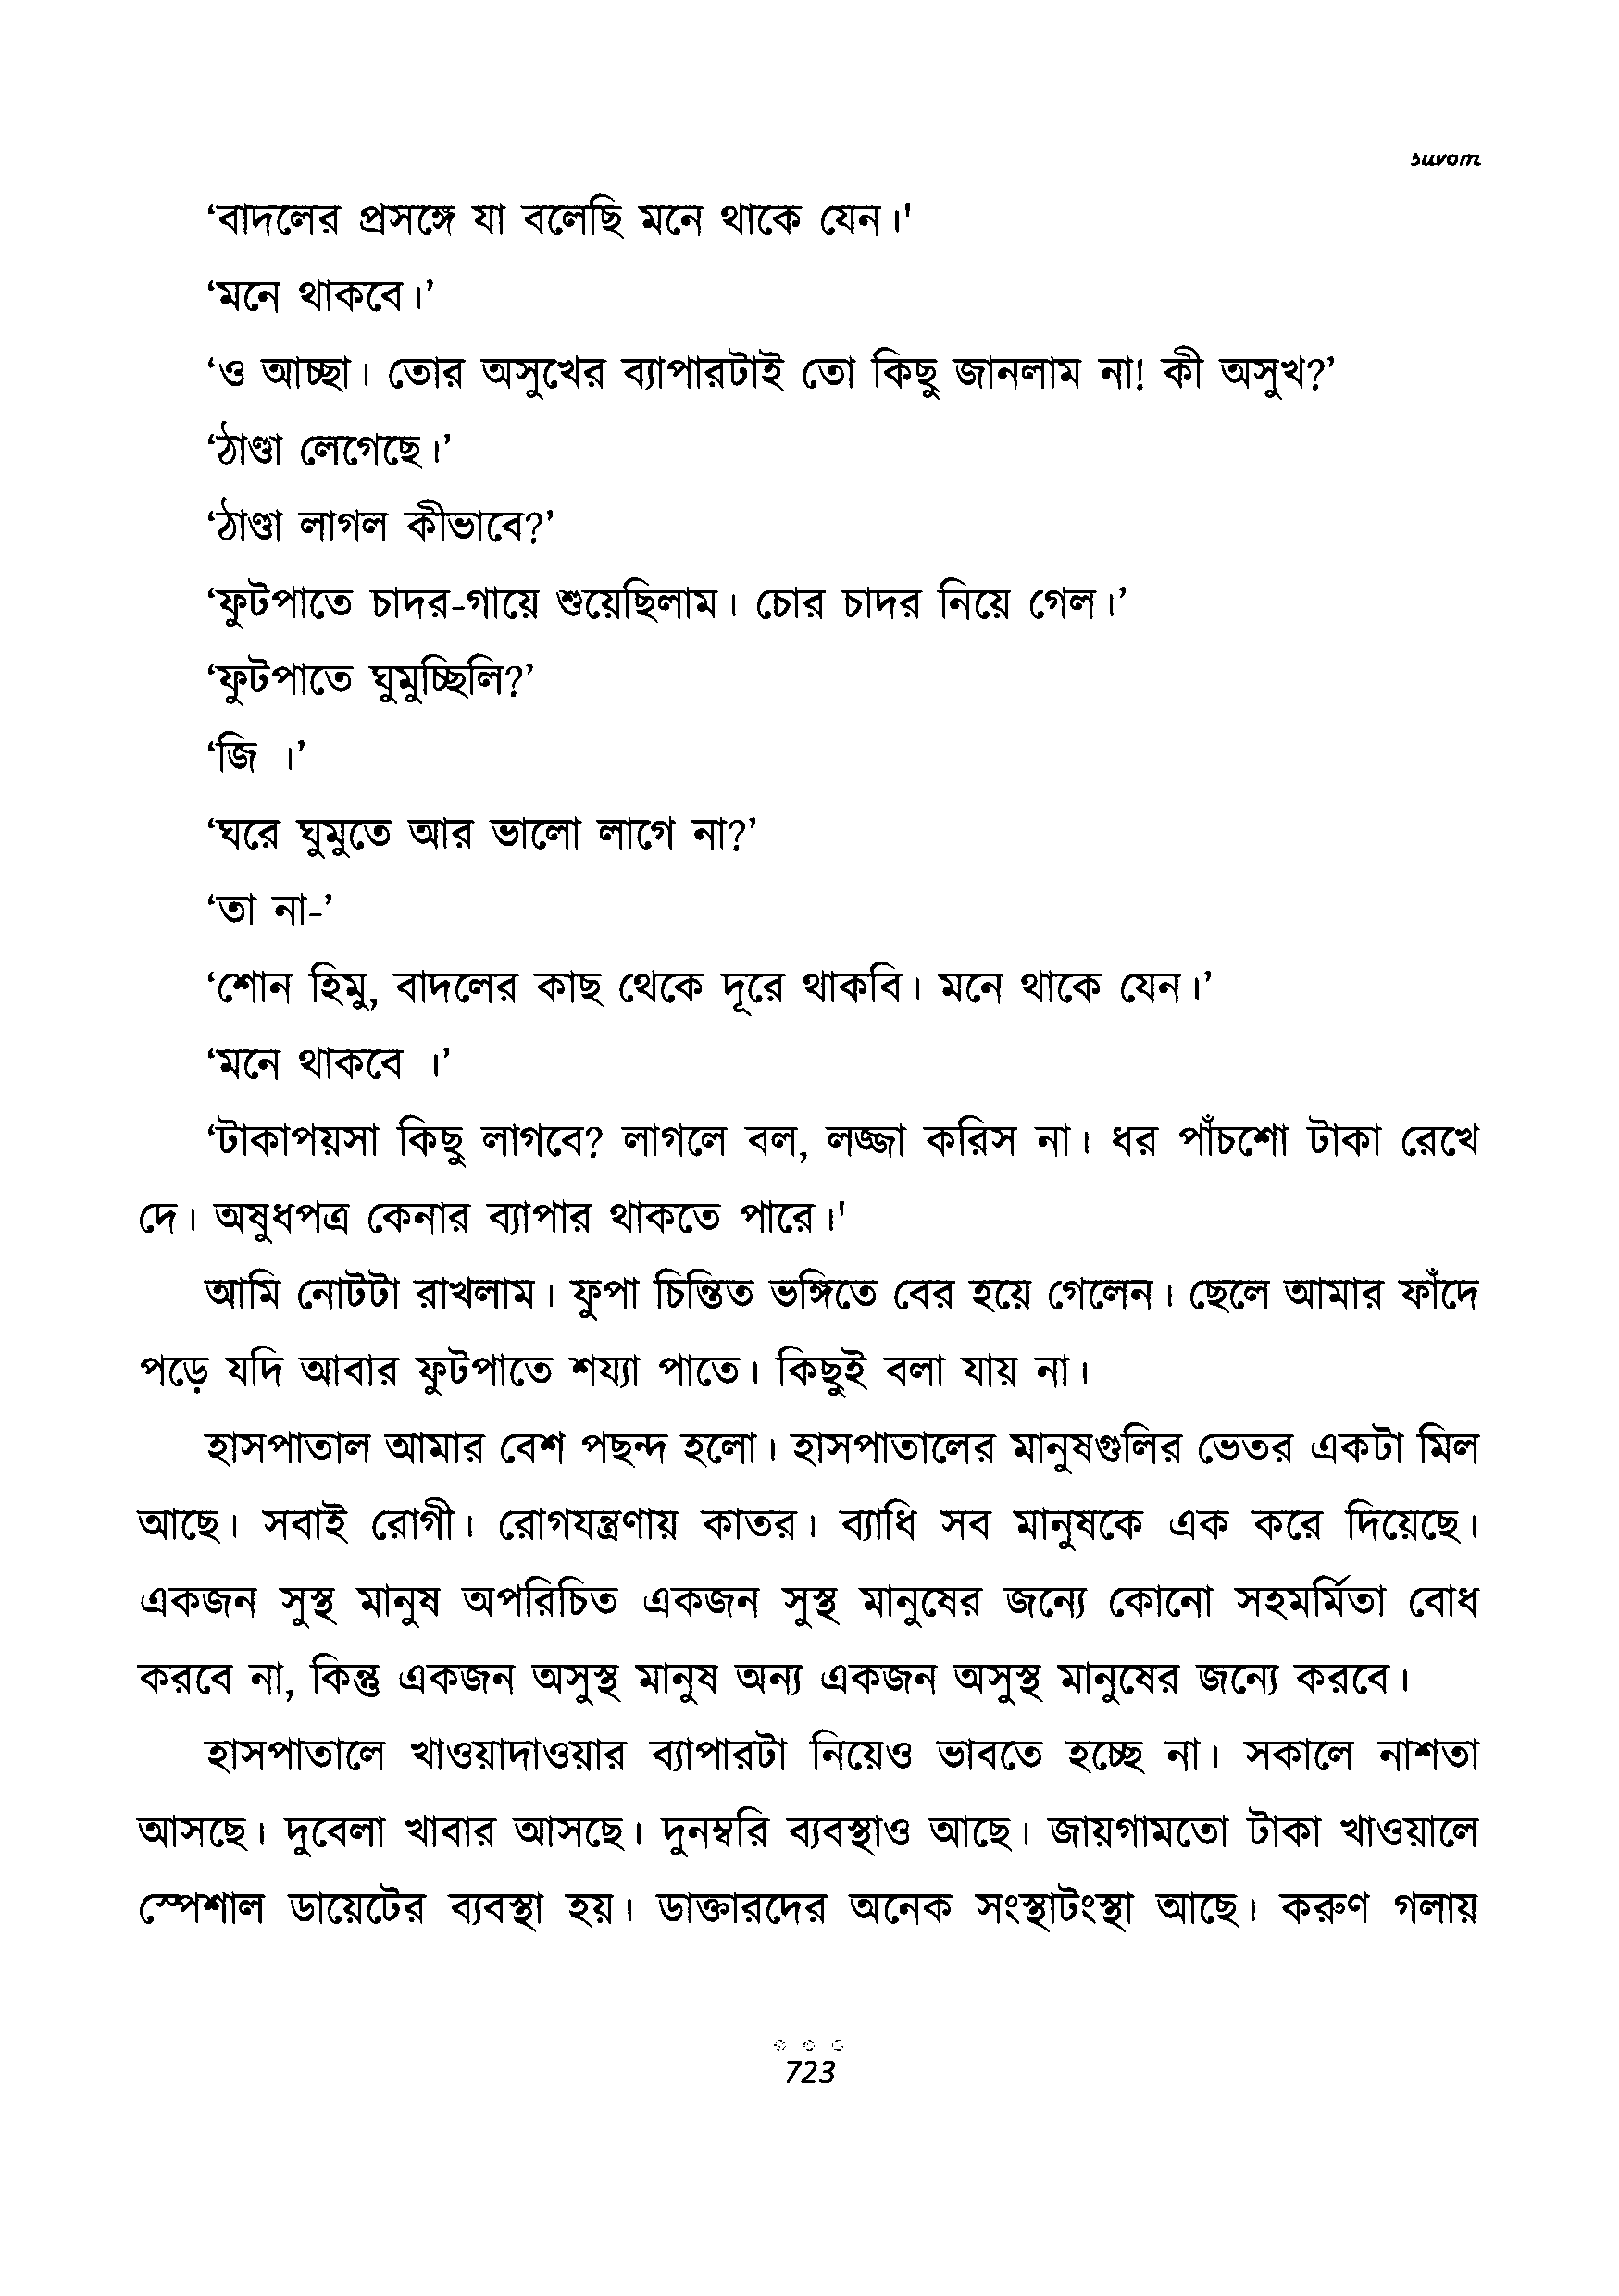 suvom
‘বাদলের প্রসঙ্গে যা বলেছি মনে থাকে যেন।'
‘মনে থাকবে।’
‘ও আচ্ছা। তোর অসুখের ব্যাপারটাই তো কিছু জানলাম না! কী অসুখ?’
‘ঠাণ্ডা লেগেছে।’
‘ঠাণ্ডা লাগল কীভাবে?’
‘ফুটপাতে চাদর-গায়ে শুয়েছিলাম। চোর চাদর নিয়ে গেল।’
‘ফুটপাতে ঘুমুচ্ছিলি?’
‘জি ।’
‘ঘরে ঘুমুতে আর ভালো লাগে না?’
‘তা না-’
‘শোন হিমু, বাদলের কাছ থেকে দূরে থাকবি। মনে থাকে যেন।’
‘মনে থাকবে ।’
‘টাকাপয়সা কিছু লাগবে? লাগলে বল, লজ্জা করিস না। ধর পাঁচশো টাকা রেখে
দে। অষুধপত্র কেনার ব্যাপার থাকতে পারে।'
আমি নোটটা রাখলাম। ফুপা চিন্তিত ভঙ্গিতে বের হয়ে গেলেন। ছেলে আমার ফাঁদে
পড়ে যদি আবার ফুটপাতে শয্যা পাতে। কিছুই বলা যায় না।
হাসপাতাল আমার বেশ পছন্দ হলো। হাসপাতালের মানুষগুলির ভেতর একটা মিল
আছে। সবাই রোগী। রোগযন্ত্রণায় কাতর। ব্যাধি সব মানুষকে এক করে দিয়েছে।
একজন সুস্থ মানুষ অপরিচিত একজন সুস্থ মানুষের জন্যে কোনো সহমর্মিতা বোধ
করবে না, কিন্তু একজন অসুস্থ মানুষ অন্য একজন অসুস্থ মানুষের জন্যে করবে।
হাসপাতালে খাওয়াদাওয়ার ব্যাপারটা নিয়েও ভাবতে হচ্ছে না। সকালে নাশতা
আসছে। দুবেলা খাবার আসছে। দুনম্বরি ব্যবস্থাও আছে। জায়গামতো টাকা খাওয়ালে
স্পেশাল ডায়েটের ব্যবস্থা হয়। ডাক্তারদের অনেক সংস্থাটংস্থা আছে। করুণ গলায়
723